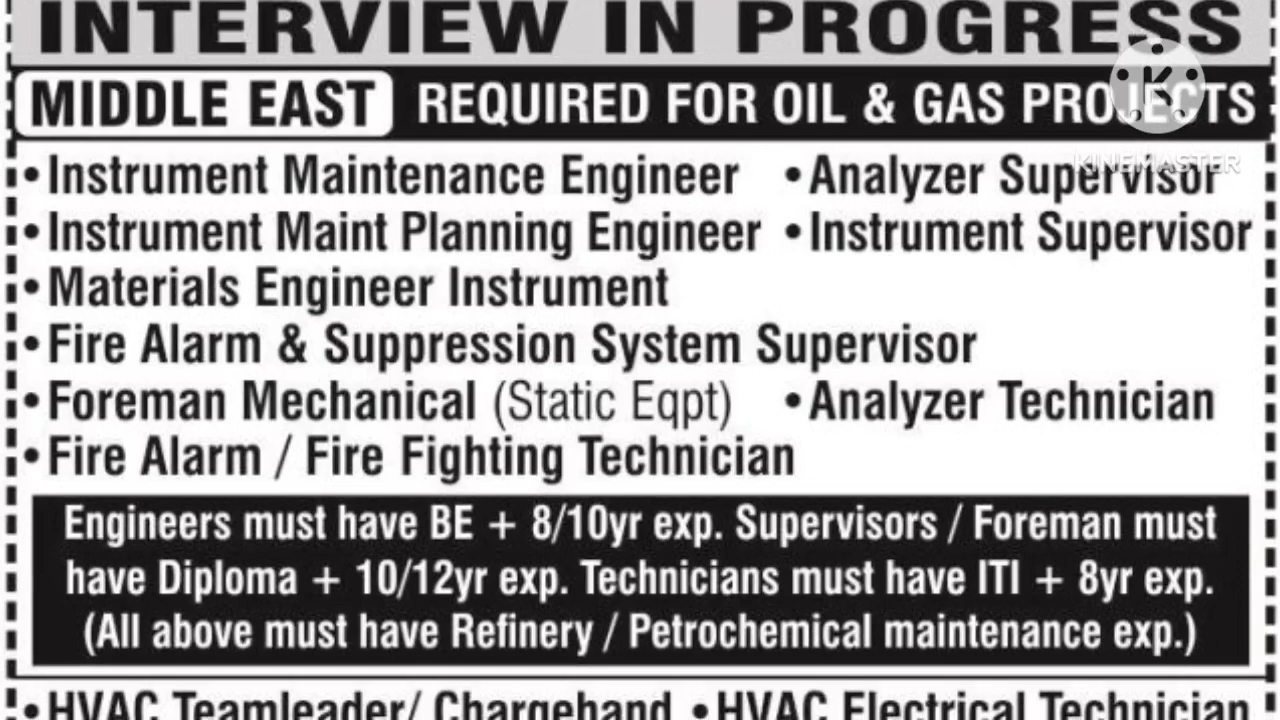 INTERVIEW IN PROGRESS
MIDDLE EAST REQUIRED FOR OIL & GAS PROJECTS
KINEMASTER
• Instrument Maintenance Engineer • Analyzer Supervisor
• Instrument Maint Planning Engineer • Instrument Supervisor
• Materials Engineer Instrument
• Fire Alarm & Suppression System Supervisor
• Foreman Mechanical (Static Eqpt) • Analyzer Technician
• Fire Alarm / Fire Fighting Technician
Engineers must have BE + 8/10yr exp. Supervisors / Foreman must
have Diploma + 10/12yr exp. Technicians must have ITI + 8yr exp.
(All above must have Refinery / Petrochemical maintenance exp.)
• HVAC Teamleader/ Chargehand • HVAC Electrical Technician